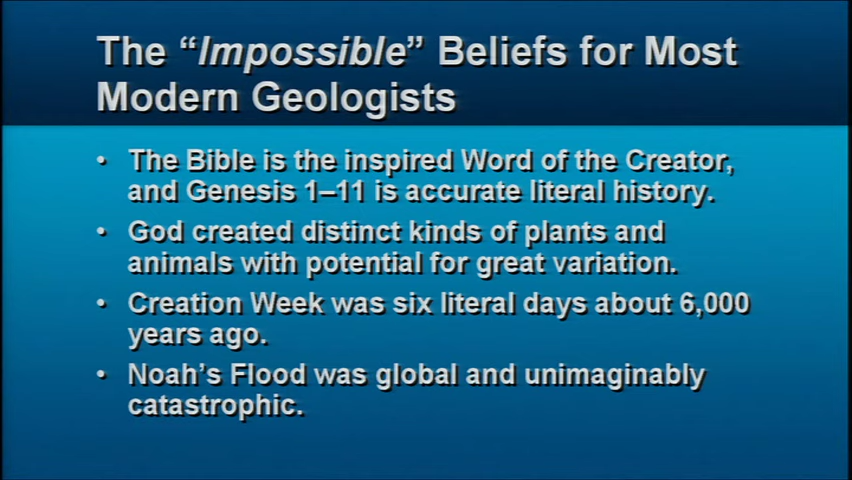 The “Impossible” Beliefs for Most
Modern Geologists
• The Bible is the inspired Word of the Creator,
and Genesis 1–11 is accurate literal history.
• God created distinct kinds of plants and
animals with potential for great variation.
• Creation Week was six literal days about 6,000
years ago.
• Noah’s Flood was global and unimaginably
catastrophic.